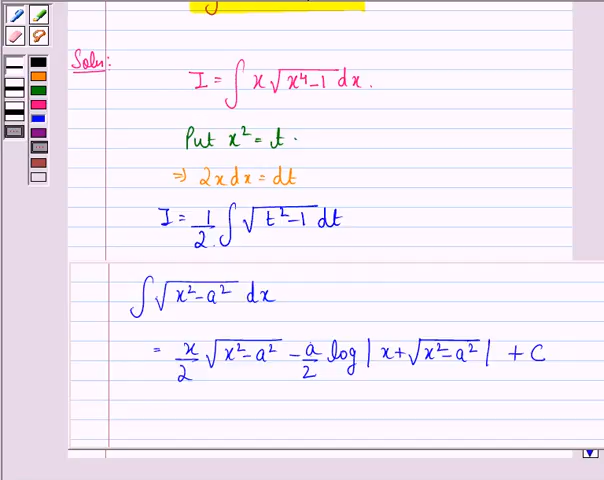 Soln:
I = ∫ x √(x⁴-1) dx.
Put x² = t.
⇒ 2x dx = dt
I = 1/2 ∫ √(t²-1) dt
∫ √(x²-a²) dx
= x/2 √(x²-a²) - a/2 log | x + √(x²-a²) | + C